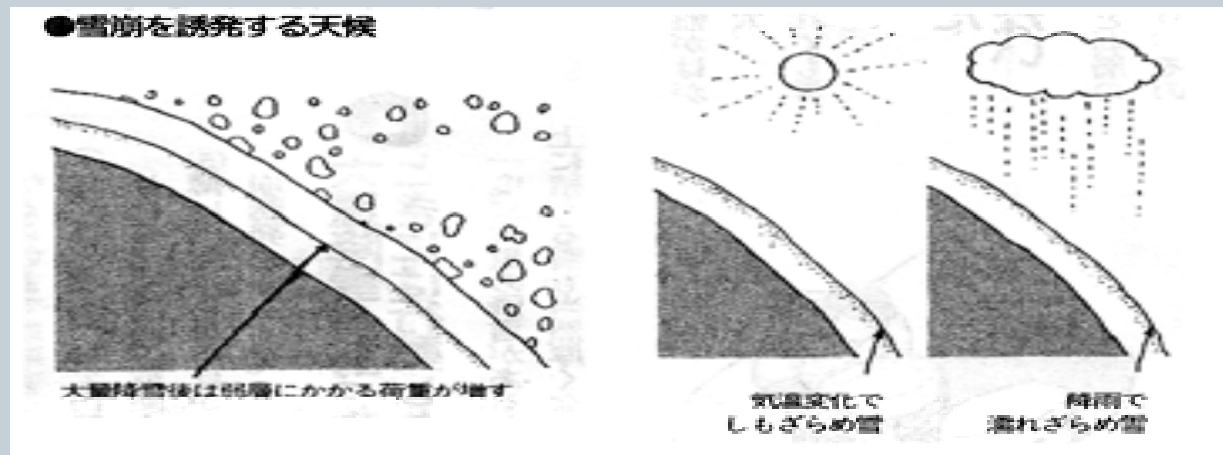 ●雪崩を誘発する天候
大量降雪後は弱層にかかる荷重が増す
気温変化で
しもざらめ雪
降雨で
濡れざらめ雪